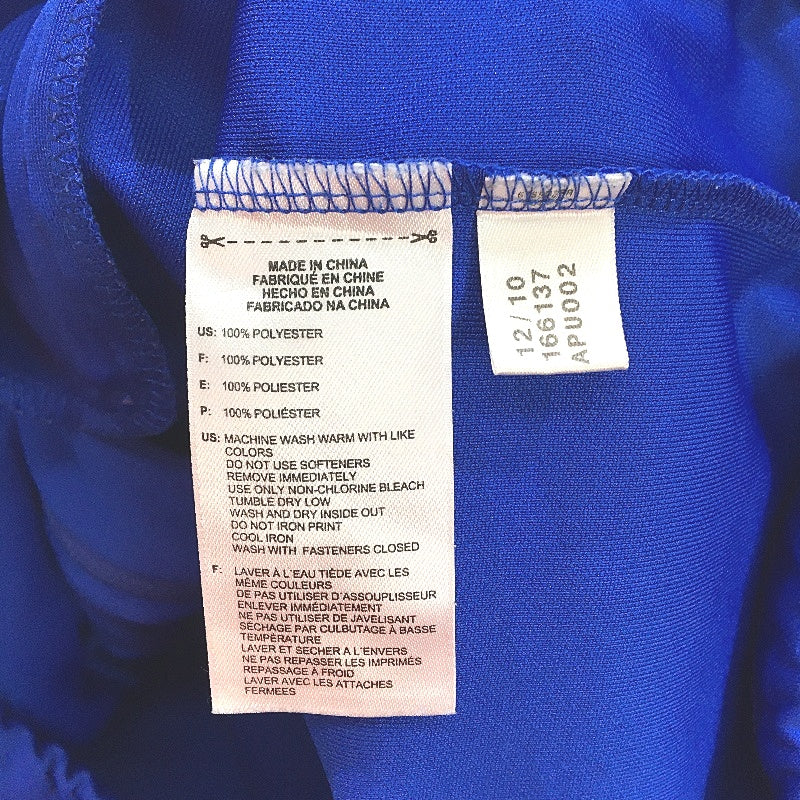 MADE IN CHINA
FABRIQUÉ EN CHINE
HECHO EN CHINA
FABRICADO NA CHINA
US: 100% POLYESTER
F: 100% POLYESTER
E: 100% POLYESTER
P: 100% POLIÉSTER
US: MACHINE WASH WARM WITH LIKE
COLORS
DO NOT USE SOFTENERS
REMOVE IMMEDIATELY
USE ONLY NON-CHLORINE BLEACH
TUMBLE DRY LOW
WASH AND DRY INSIDE OUT
DO NOT IRON PRINT
COOL IRON
WASH WITH FASTENERS CLOSED
F: LAVER À L'EAU TIÈDE AVEC LES
MÊME COULEURS
DE PAS UTILISER D'ASSOUPLISSEUR
ENLEVER IMMÉDIATEMENT
NE PAS UTILISER DE JAVELISANT
SÉCHAGE PAR CULBUTAGE À BASSE
TEMPÉRATURE
LAVER ET SECHER A L'ENVERS
NE PAS REPASSER LES IMPRIMÉS
REPASSAGE À FROID
LAVER AVEC LES ATTACHES
FERMEES
12/10
166137
APU002